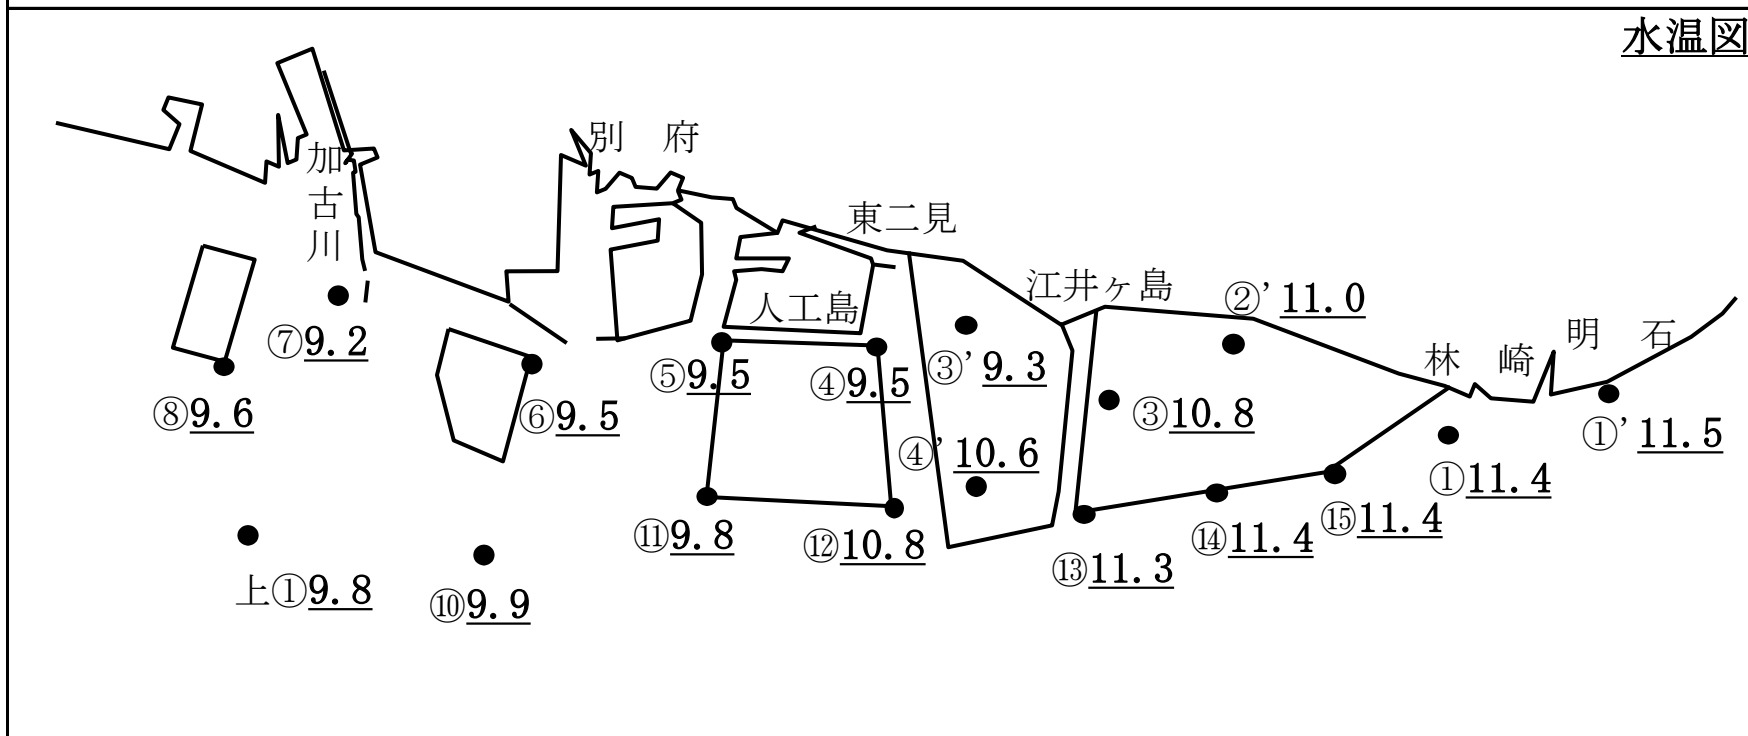 水温図
別 府
加古川
東二見
江井ヶ島
②' 11.0
人工島
⑦9.2
明 石
林 崎
⑤9.5
④9.5
③' 9.3
⑧9.6
⑥9.5
③10.8
①' 11.5
④' 10.6
①11.4
⑪9.8
⑫10.8
⑭11.4
⑮11.4
⑬11.3
上①9.8
⑩9.9